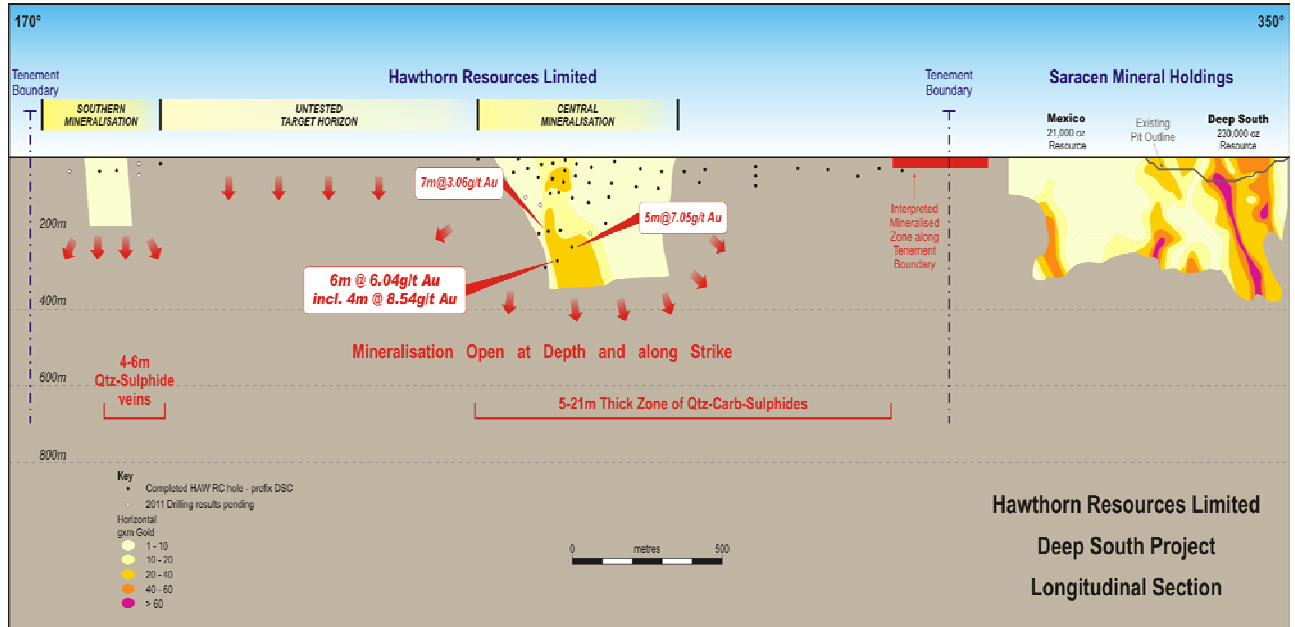 170°
350°
Tenement
Boundary
Hawthorn Resources Limited
Tenement
Boundary
Saracen Mineral Holdings
SOUTHERN
MINERALISATION
UNTESTED
TARGET HORIZON
CENTRAL
MINERALISATION
Mexico
21,000 oz
Resource
Existing
Pit Outline
Deep South
230,000 oz
Resource
7m@3.06g/t Au
5m@7.05g/t Au
6m @ 6.04g/t Au
incl. 4m @ 8.54g/t Au
Interpreted
Mineralised
Zone along
Tenement
Boundary
200m
400m
600m
800m
Mineralisation Open at Depth and along Strike
4-6m
Qtz-Sulphide
veins
5-21m Thick Zone of Qtz-Carb-Sulphides
Key
Completed HAW RC hole - prefix DSC
2011 Drilling results pending
Horizontal
gxm Gold
1 - 10
10 - 20
20 - 40
40 - 60
> 60
0 metres 500
Hawthorn Resources Limited
Deep South Project
Longitudinal Section